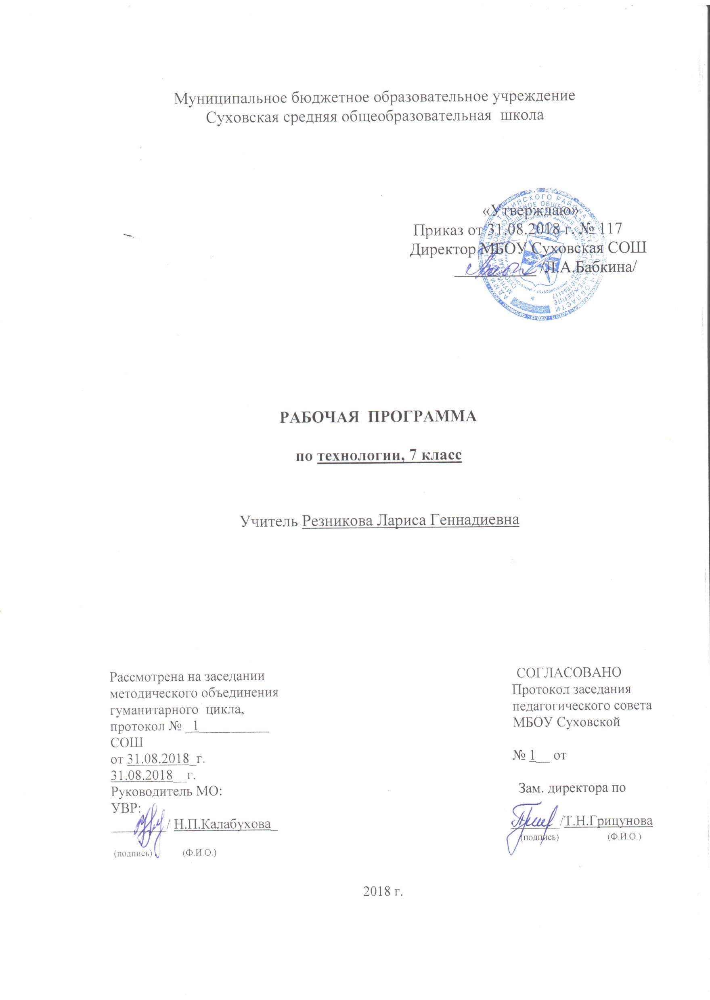 Муниципальное бюджетное образовательное учреждение
Суховская средняя общеобразовательная школа
«Утверждаю»
Приказ от 31.08.2018 г. № 117
Директор МБОУ Суховская СОШ
___________ /Л.А.Бабкина/
РАБОЧАЯ ПРОГРАММА
по технологии, 7 класс
Учитель Резникова Лариса Геннадиевна
Рассмотрена на заседании
методического объединения
гуманитарного цикла,
протокол № _1__________
СОШ
от 31.08.2018_г.
31.08.2018__г.
Руководитель МО:
УВР:
________/ Н.П.Калабухова_
(подпись) (Ф.И.О.)
СОГЛАСОВАНО
Протокол заседания
педагогического совета
МБОУ Суховской
№ 1__ от
Зам. директора по
_______/Т.Н.Грицунова
(подпись) (Ф.И.О.)
2018 г.